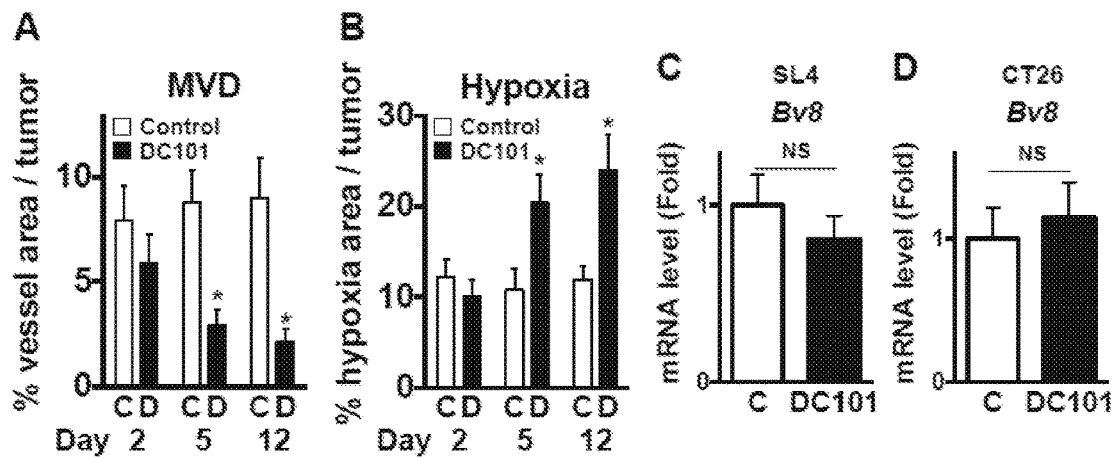 A
MVD
% vessel area / tumor
Control
DC101
10
5
0
*
*
C D C D C D
Day 2 5 12
B
Hypoxia
% hypoxia area / tumor
Control
DC101
30
20
10
0
*
*
C D C D C D
Day 2 5 12
C
SL4
Bv8
mRNA level (Fold)
NS
1
0
C DC101
D
CT26
Bv8
mRNA level (Fold)
NS
1
0
C DC101